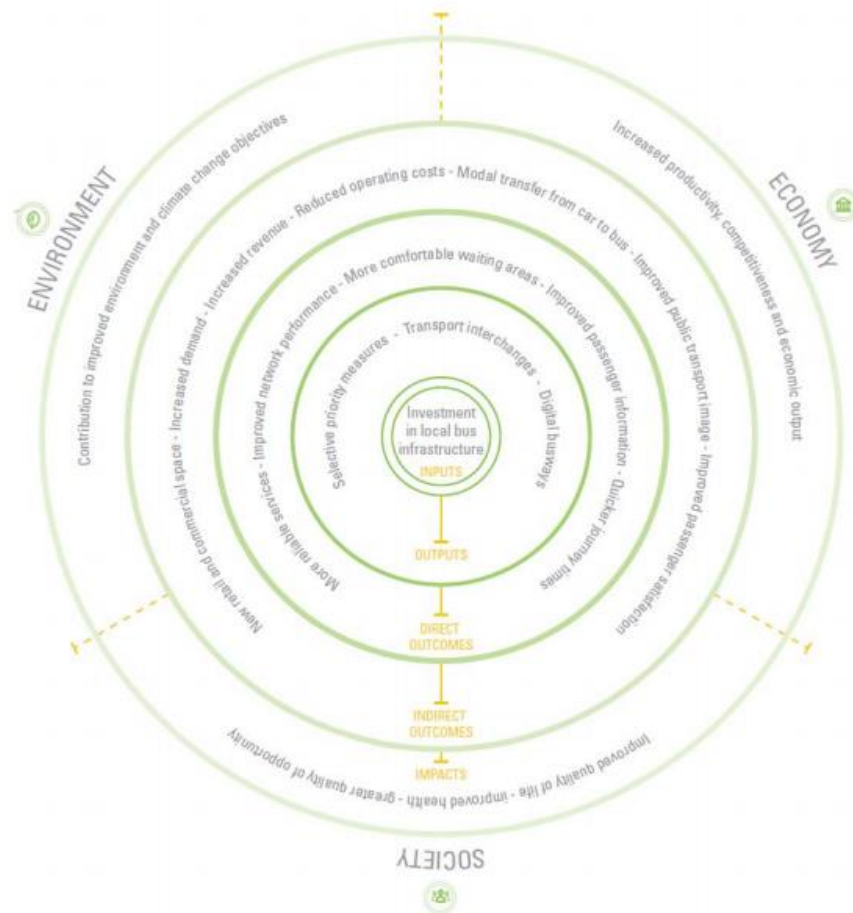 ENVIRONMENT
ECONOMY
SOCIETY
Contribution to improved environment and climate change objectives
Increased productivity, competitiveness and economic output
Improved quality of life - improved health - greater quality of opportunity
New retail and commercial space - Increased demand - Increased revenue - Reduced operating costs - Modal transfer from car to bus - Improved public transport image - Improved passenger satisfaction
More reliable services - Improved network performance - More comfortable waiting areas - Improved passenger information - Quicker journey times
Selective priority measures - Transport interchanges - Digital busways
Investment
in local bus
infrastructure
INPUTS
OUTPUTS
DIRECT
OUTCOMES
INDIRECT
OUTCOMES
IMPACTS